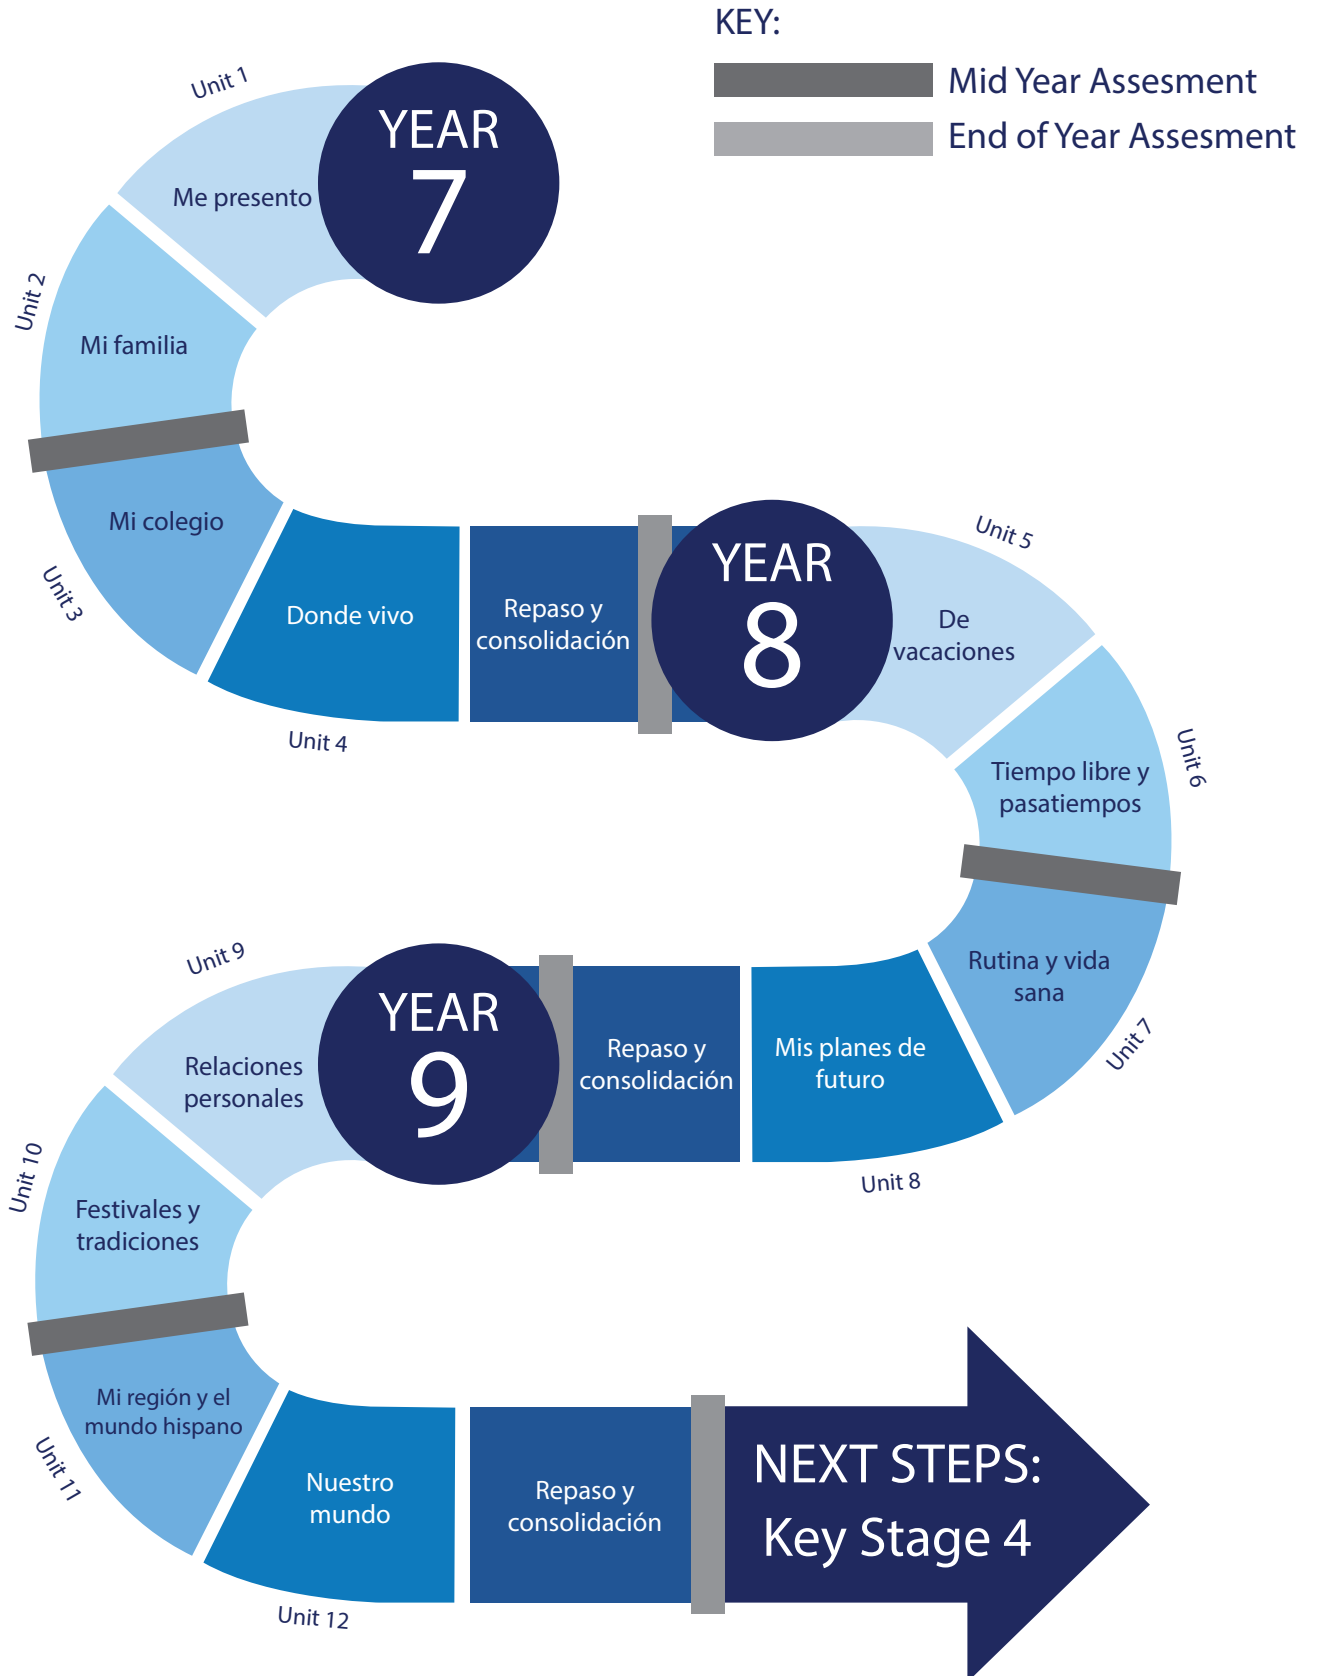 KEY:
Mid Year Assesment
End of Year Assesment
YEAR
7
Unit 1
Me presento
Unit 2
Mi familia
Mi colegio
Unit 3
Donde vivo
Unit 4
Repaso y
consolidación
YEAR
8
Unit 5
De
vacaciones
Unit 6
Tiempo libre y
pasatiempos
Rutina y vida
sana
Unit 7
Mis planes de
futuro
Unit 8
Repaso y
consolidación
YEAR
9
Unit 9
Relaciones
personales
Unit 10
Festivales y
tradiciones
Mi región y el
mundo hispano
Unit 11
Nuestro
mundo
Unit 12
Repaso y
consolidación
NEXT STEPS:
Key Stage 4